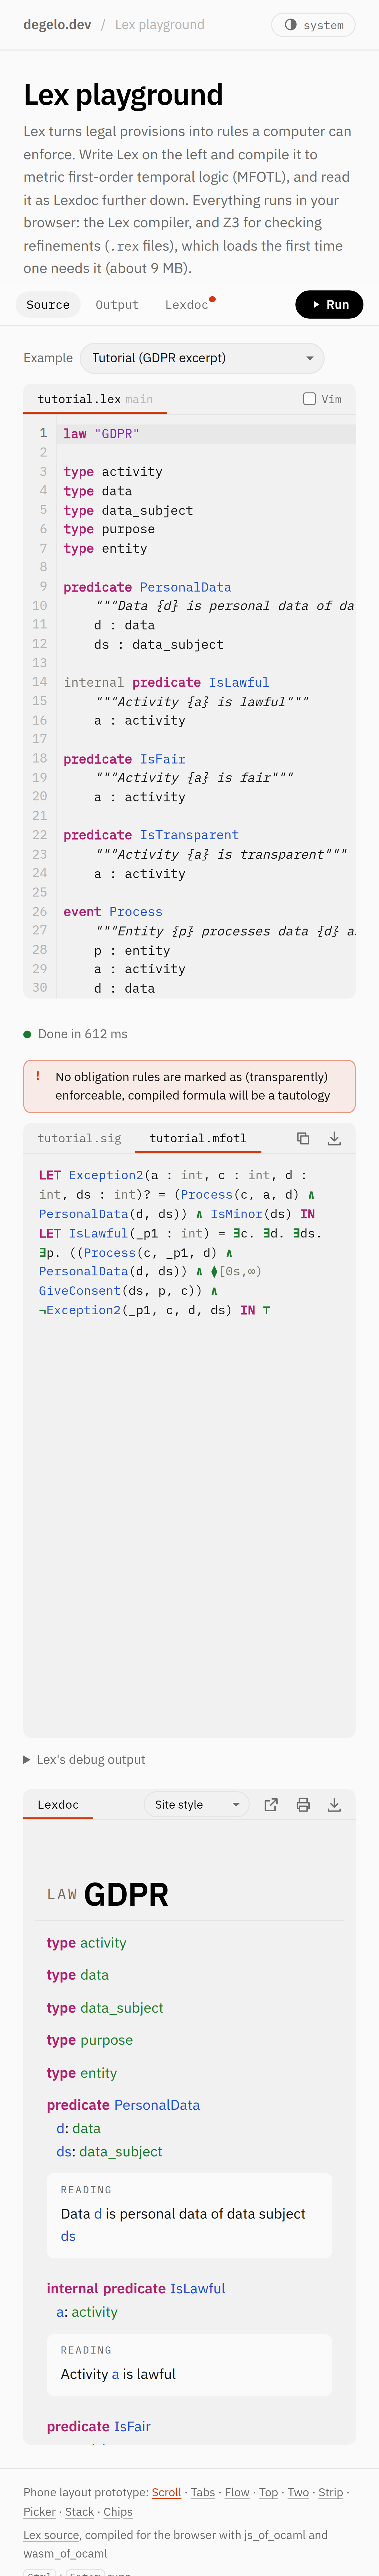 degelo.dev / Lex playground system
Lex playground
Lex turns legal provisions into rules a computer can
enforce. Write Lex on the left and compile it to
metric first-order temporal logic (MFOTL), and read
it as Lexdoc further down. Everything runs in your
browser: the Lex compiler, and Z3 for checking
refinements (.rex files), which loads the first time
one needs it (about 9 MB).
Source Output Lexdoc Run
Example Tutorial (GDPR excerpt)
tutorial.lex main Vim
1 law "GDPR"
2
3 type activity
4 type data
5 type data_subject
6 type purpose
7 type entity
8
9 predicate PersonalData
10 """Data {d} is personal data of da
11 d : data
12 ds : data_subject
13
14 internal predicate IsLawful
15 """Activity {a} is lawful"""
16 a : activity
17
18 predicate IsFair
19 """Activity {a} is fair"""
20 a : activity
21
22 predicate IsTransparent
23 """Activity {a} is transparent"""
24 a : activity
25
26 event Process
27 """Entity {p} processes data {d} a
28 p : entity
29 a : activity
30 d : data
Done in 612 ms
! No obligation rules are marked as (transparently)
enforceable, compiled formula will be a tautology
tutorial.sig tutorial.mfotl
LET Exception2(a : int, c : int, d :
int, ds : int)? = (Process(c, a, d) ∧
PersonalData(d, ds)) ∧ IsMinor(ds) IN
LET IsLawful(_p1 : int) = ∃c. ∃d. ∃ds.
∃p. ((Process(c, _p1, d) ∧
PersonalData(d, ds)) ∧ ⧫[0s,∞)
GiveConsent(ds, p, c)) ∧
¬Exception2(_p1, c, d, ds) IN ⊤
Lex's debug output
Lexdoc Site style
LAW GDPR
type activity
type data
type data_subject
type purpose
type entity
predicate PersonalData
d: data
ds: data_subject
READING
Data d is personal data of data subject
ds
internal predicate IsLawful
a: activity
READING
Activity a is lawful
predicate IsFair
Phone layout prototype: Scroll · Tabs · Flow · Top · Two · Strip ·
Picker · Stack · Chips
Lex source, compiled for the browser with js_of_ocaml and
wasm_of_ocaml